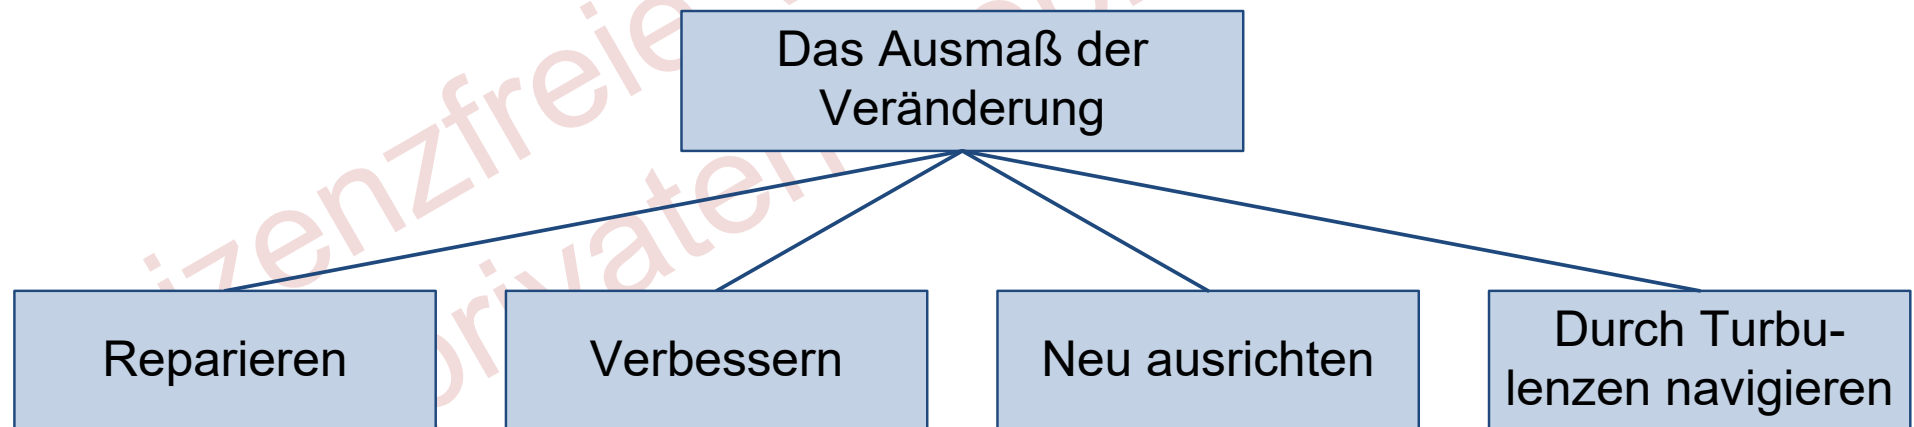 Das Ausmaß der
Veränderung
Reparieren
Verbessern
Neu ausrichten
Durch Turbu-
lenzen navigieren